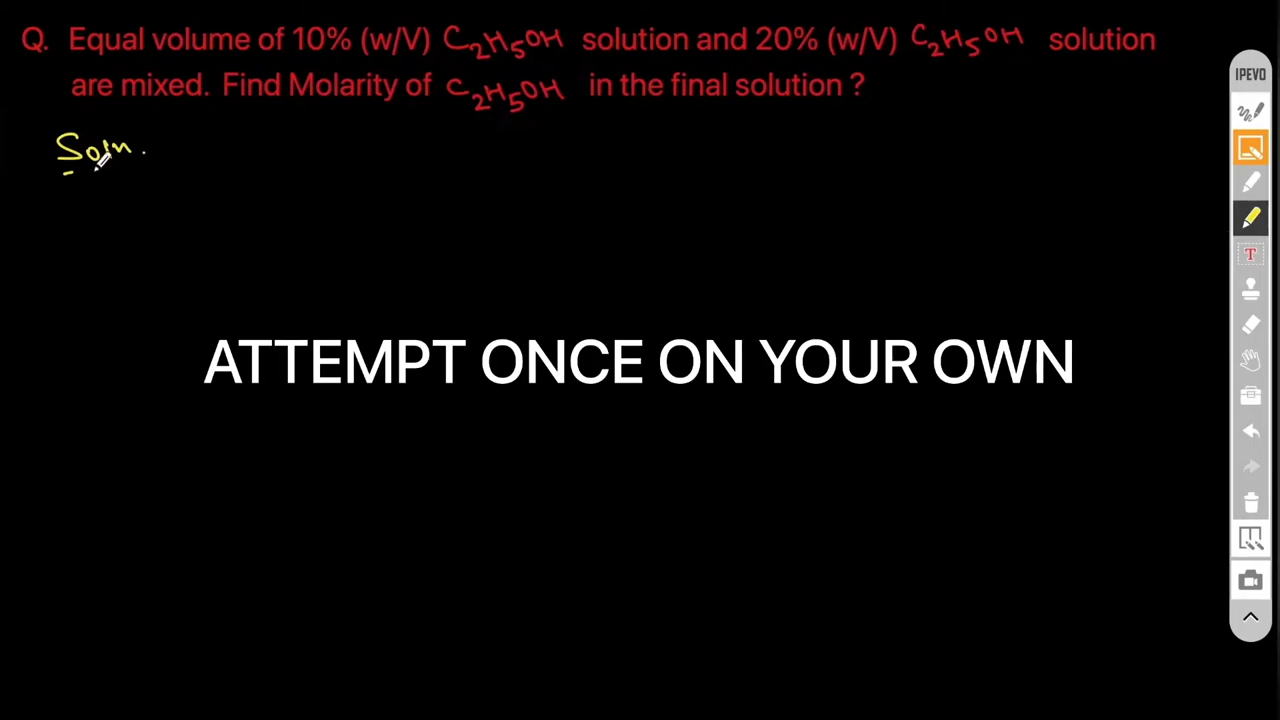 Q. Equal volume of 10% (w/V) C₂H₅OH solution and 20% (w/V) C₂H₅OH solution
are mixed. Find Molarity of C₂H₅OH in the final solution ?
Soln.
ATTEMPT ONCE ON YOUR OWN
IPEVO
T